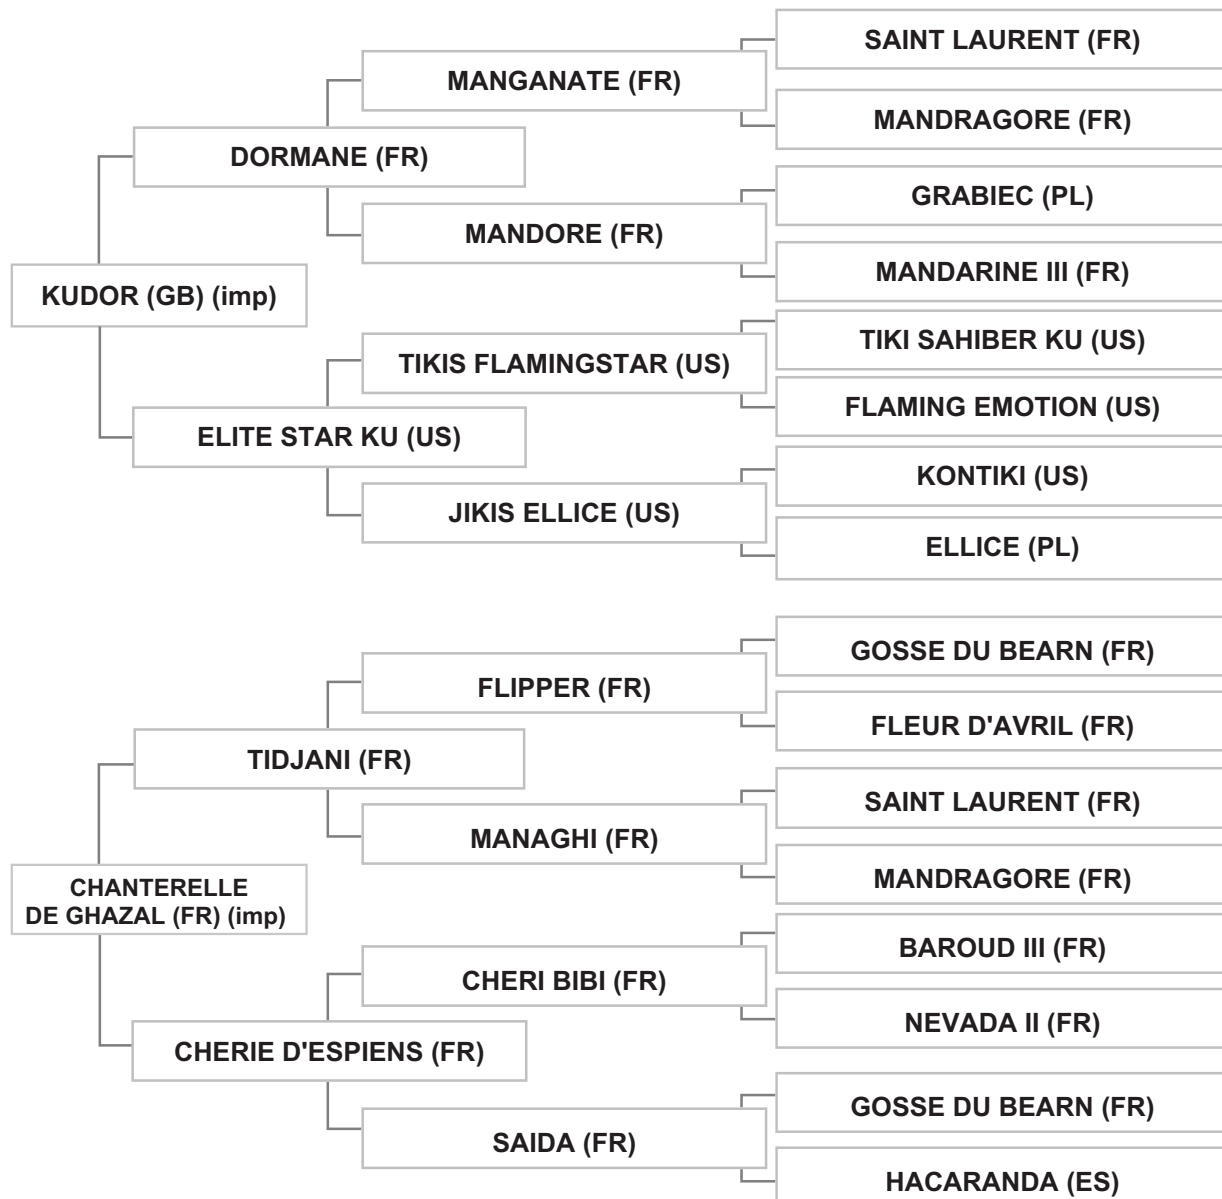 SAINT LAURENT (FR)
MANGANATE (FR)
MANDRAGORE (FR)
DORMANE (FR)
GRABIEC (PL)
MANDORE (FR)
MANDARINE III (FR)
KUDOR (GB) (imp)
TIKI SAHIBER KU (US)
TIKIS FLAMINGSTAR (US)
FLAMING EMOTION (US)
ELITE STAR KU (US)
KONTIKI (US)
JIKIS ELLICE (US)
ELLICE (PL)
GOSSE DU BEARN (FR)
FLIPPER (FR)
FLEUR D'AVRIL (FR)
TIDJANI (FR)
SAINT LAURENT (FR)
MANAGHI (FR)
MANDRAGORE (FR)
CHANTERELLE
DE GHAZAL (FR) (imp)
BAROUD III (FR)
CHERI BIBI (FR)
NEVADA II (FR)
CHERIE D'ESPIENS (FR)
GOSSE DU BEARN (FR)
SAIDA (FR)
HACARANDA (ES)